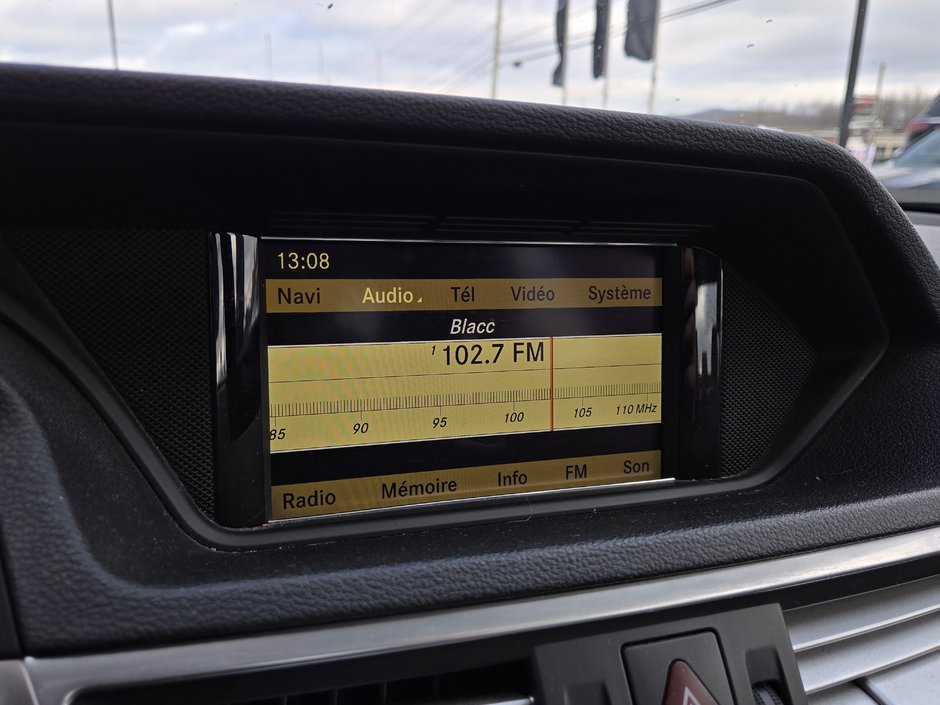 13:08
Navi Audio Tél Vidéo Système
Blacc
1 102.7 FM
85 90 95 100 105 110 MHz
Radio Mémoire Info FM Son